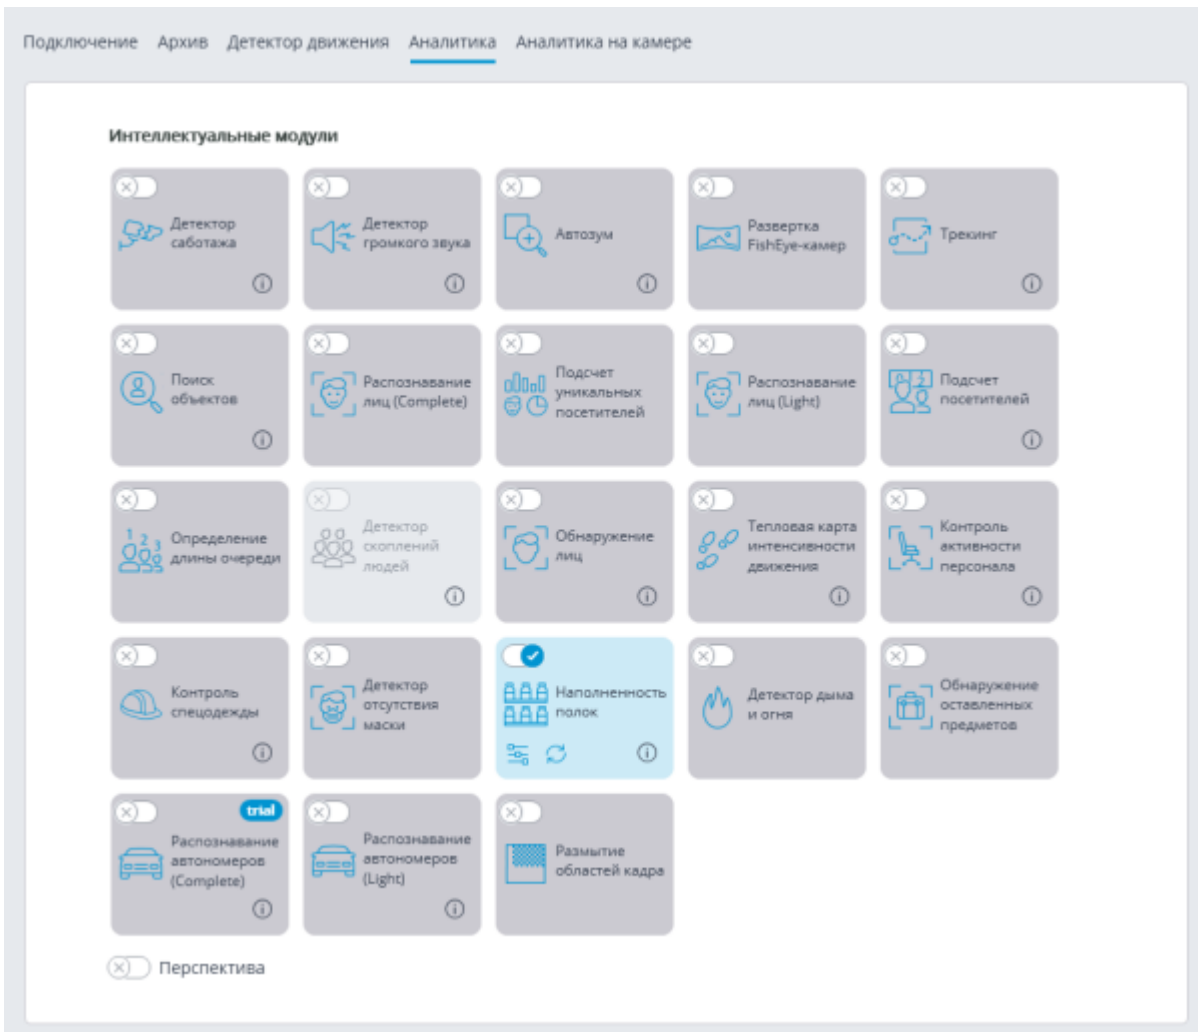 Подключение Архив Детектор движения Аналитика Аналитика на камере
Интеллектуальные модули
Детектор
саботажа
Детектор
громкого звука
Автозум
Развертка
FishEye-камер
Трекинг
Поиск
объектов
Распознавание
лиц (Complete)
Подсчет
уникальных
посетителей
Распознавание
лиц (Light)
Подсчет
посетителей
Определение
длины очереди
Детектор
скоплений
людей
Обнаружение
лиц
Тепловая карта
интенсивности
движения
Контроль
активности
персонала
Контроль
спецодежды
Детектор
отсутствия
маски
Наполненность
полок
Детектор дыма
и огня
Обнаружение
оставленных
предметов
trial
Распознавание
автономеров
(Complete)
Распознавание
автономеров
(Light)
Размытие
областей кадра
Перспектива